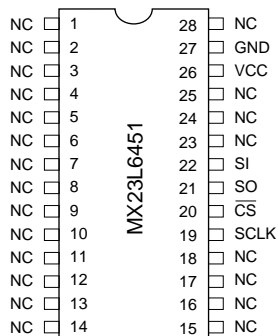 NC 1 28 NC
NC 2 27 GND
NC 3 26 VCC
NC 4 25 NC
NC 5 24 NC
NC 6 23 NC
NC 7 22 SI
NC 8 21 SO
NC 9 20 C̅S̅
NC 10 19 SCLK
NC 11 18 NC
NC 12 17 NC
NC 13 16 NC
NC 14 15 NC
MX23L6451